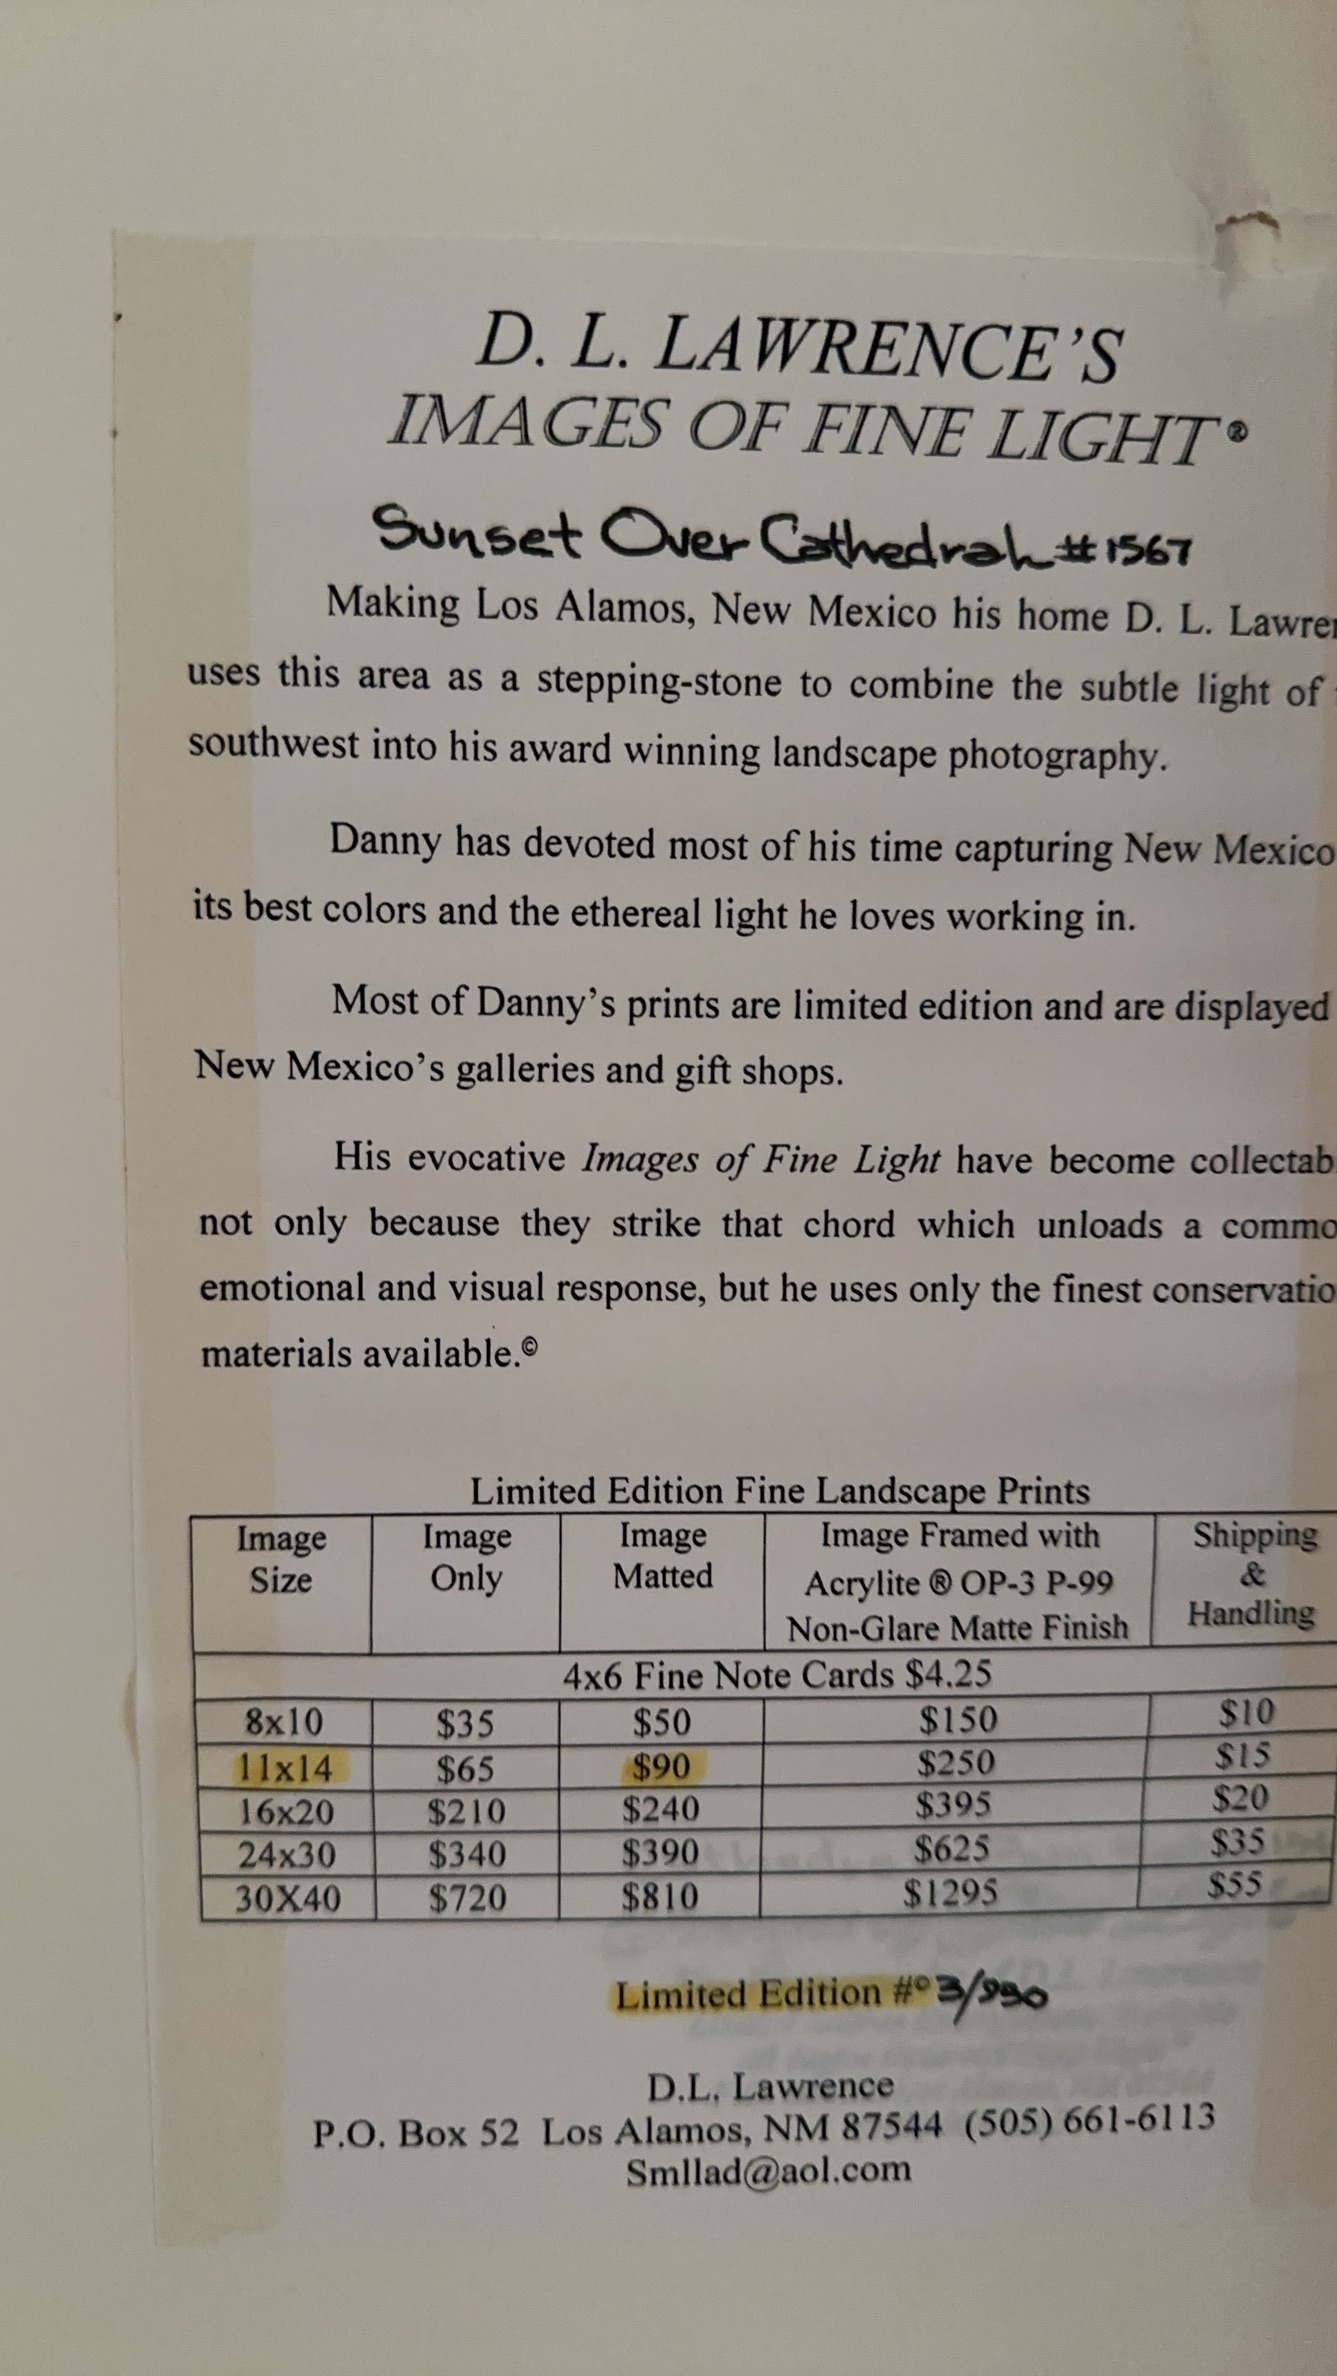 D. L. LAWRENCE'S
IMAGES OF FINE LIGHT®
Sunset Over Cathedral #1567
Making Los Alamos, New Mexico his home D. L. Lawre
uses this area as a stepping-stone to combine the subtle light of
southwest into his award winning landscape photography.
Danny has devoted most of his time capturing New Mexico
its best colors and the ethereal light he loves working in.
Most of Danny's prints are limited edition and are displayed
New Mexico's galleries and gift shops.
His evocative Images of Fine Light have become collectab
not only because they strike that chord which unloads a commo
emotional and visual response, but he uses only the finest conservatio
materials available.©
Limited Edition Fine Landscape Prints
Image Size Image Only Image Matted Image Framed with Acrylite ® OP-3 P-99 Non-Glare Matte Finish Shipping & Handling
4x6 Fine Note Cards $4.25
8x10 $35 $50 $150 $10
11x14 $65 $90 $250 $15
16x20 $210 $240 $395 $20
24x30 $340 $390 $625 $35
30X40 $720 $810 $1295 $55
Limited Edition #
D.L. Lawrence
P.O. Box 52 Los Alamos, NM 87544 (505) 661-6113
Smllad@aol.com